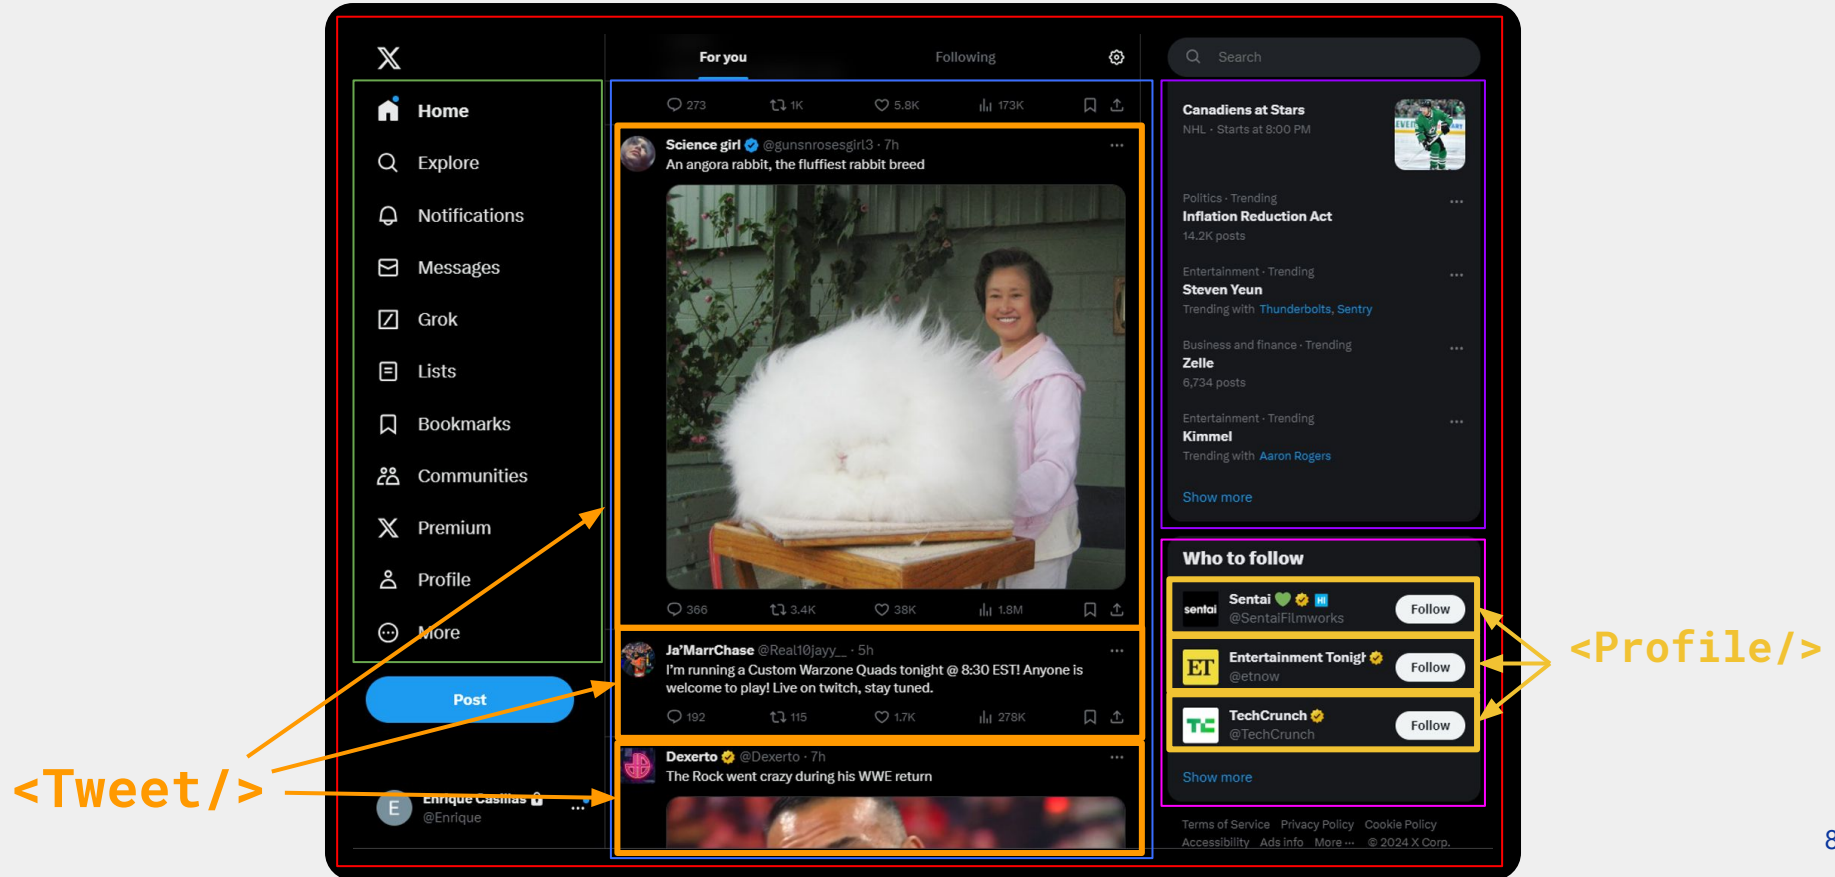 Home
Explore
Notifications
Messages
Grok
Lists
Bookmarks
Communities
Premium
Profile
More
Post
Enrique Casillas
@Enrique
For you
Following
273 1K 5.8K 173K
Science girl @gunsnrosesgirl3 · 7h
An angora rabbit, the fluffiest rabbit breed
366 3.4K 38K 1.8M
Ja'MarrChase @Real10jayy__ · 5h
I'm running a Custom Warzone Quads tonight @ 8:30 EST! Anyone is
welcome to play! Live on twitch, stay tuned.
192 115 1.7K 278K
Dexerto @Dexerto · 7h
The Rock went crazy during his WWE return
Search
Canadiens at Stars
NHL · Starts at 8:00 PM
Politics · Trending
Inflation Reduction Act
14.2K posts
Entertainment · Trending
Steven Yeun
Trending with Thunderbolts, Sentry
Business and finance · Trending
Zelle
6,734 posts
Entertainment · Trending
Kimmel
Trending with Aaron Rogers
Show more
Who to follow
sentai
Sentai HI
@SentaiFilmworks
Follow
ET
Entertainment Tonigh
@etnow
Follow
TC
TechCrunch
@TechCrunch
Follow
Show more
Terms of Service Privacy Policy Cookie Policy
Accessibility Ads info More ··· © 2024 X Corp.
<Tweet/>
<Profile/>
E
8